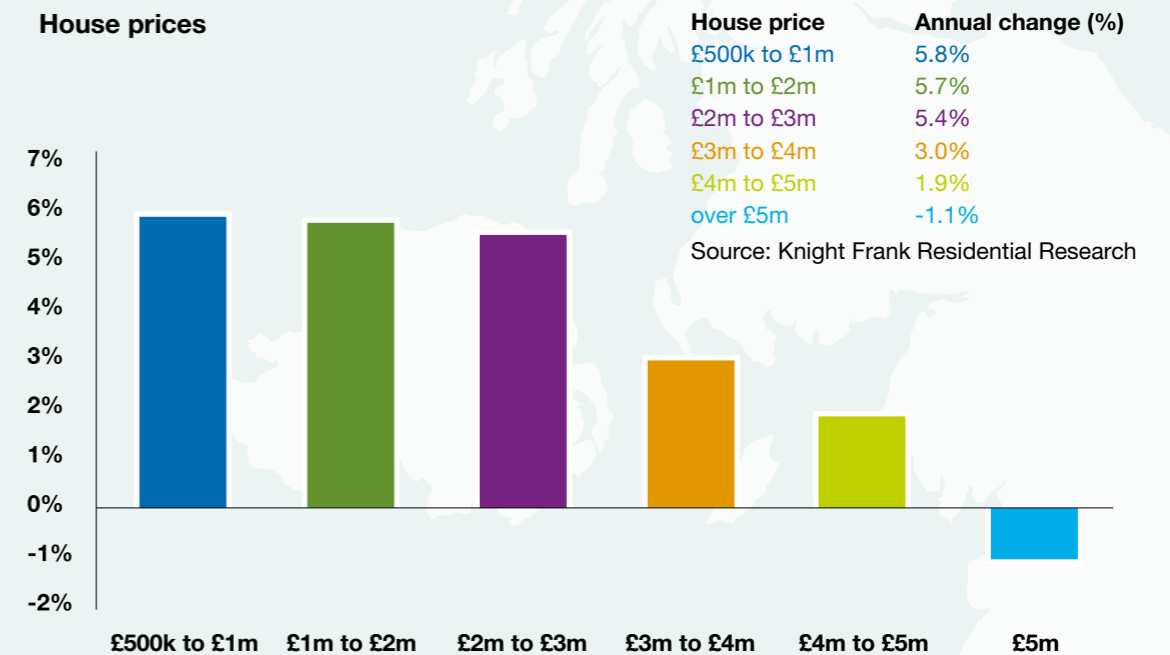 House prices
House price Annual change (%)
£500k to £1m 5.8%
£1m to £2m 5.7%
£2m to £3m 5.4%
£3m to £4m 3.0%
£4m to £5m 1.9%
over £5m -1.1%
Source: Knight Frank Residential Research
7%
6%
5%
4%
3%
2%
1%
0%
-1%
-2%
£500k to £1m £1m to £2m £2m to £3m £3m to £4m £4m to £5m £5m